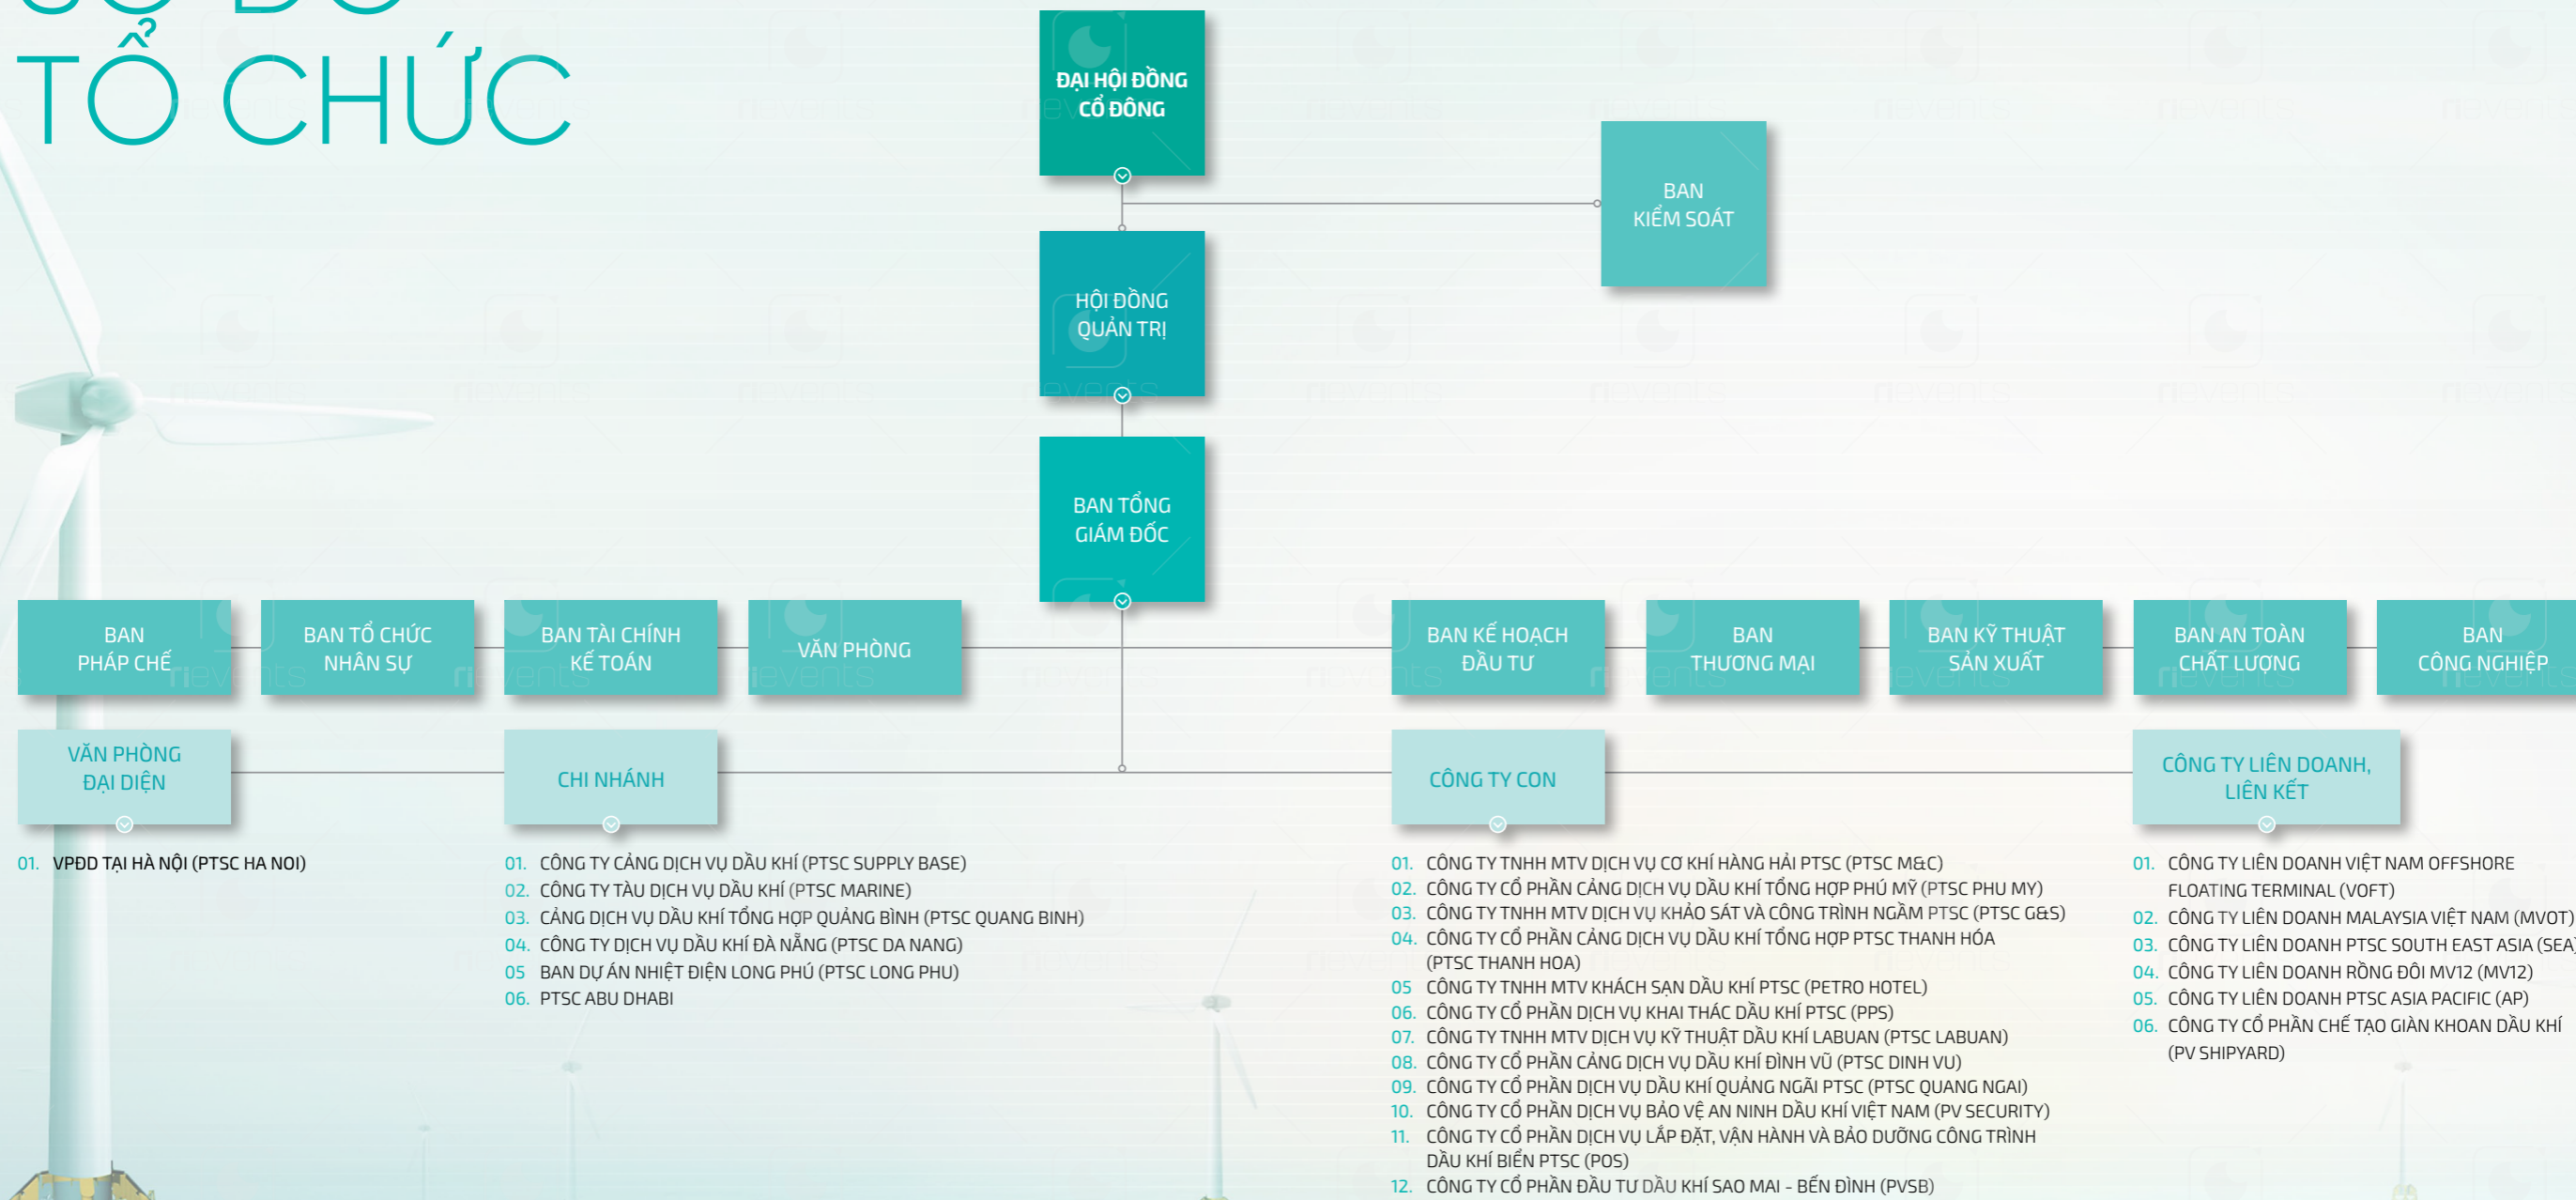 SƠ ĐỒ
TỔ CHỨC
ĐẠI HỘI ĐỒNG
CỔ ĐÔNG
BAN
KIỂM SOÁT
HỘI ĐỒNG
QUẢN TRỊ
BAN TỔNG
GIÁM ĐỐC
BAN
PHÁP CHẾ
BAN TỔ CHỨC
NHÂN SỰ
BAN TÀI CHÍNH
KẾ TOÁN
VĂN PHÒNG
BAN KẾ HOẠCH
ĐẦU TƯ
BAN
THƯƠNG MẠI
BAN KỸ THUẬT
SẢN XUẤT
BAN AN TOÀN
CHẤT LƯỢNG
BAN
CÔNG NGHIỆP
VĂN PHÒNG
ĐẠI DIỆN
01. VPĐD TẠI HÀ NỘI (PTSC HA NOI)
CHI NHÁNH
01. CÔNG TY CẢNG DỊCH VỤ DẦU KHÍ (PTSC SUPPLY BASE)
02. CÔNG TY TÀU DỊCH VỤ DẦU KHÍ (PTSC MARINE)
03. CẢNG DỊCH VỤ DẦU KHÍ TỔNG HỢP QUẢNG BÌNH (PTSC QUANG BINH)
04. CÔNG TY DỊCH VỤ DẦU KHÍ ĐÀ NẴNG (PTSC DA NANG)
05 BAN DỰ ÁN NHIỆT ĐIỆN LONG PHÚ (PTSC LONG PHU)
06. PTSC ABU DHABI
CÔNG TY CON
01. CÔNG TY TNHH MTV DỊCH VỤ CƠ KHÍ HÀNG HẢI PTSC (PTSC M&C)
02. CÔNG TY CỔ PHẦN CẢNG DỊCH VỤ DẦU KHÍ TỔNG HỢP PHÚ MỸ (PTSC PHU MY)
03. CÔNG TY TNHH MTV DỊCH VỤ KHẢO SÁT VÀ CÔNG TRÌNH NGẦM PTSC (PTSC G&S)
04. CÔNG TY CỔ PHẦN CẢNG DỊCH VỤ DẦU KHÍ TỔNG HỢP PTSC THANH HÓA
(PTSC THANH HOA)
05 CÔNG TY TNHH MTV KHÁCH SẠN DẦU KHÍ PTSC (PETRO HOTEL)
06. CÔNG TY CỔ PHẦN DỊCH VỤ KHAI THÁC DẦU KHÍ PTSC (PPS)
07. CÔNG TY TNHH MTV DỊCH VỤ KỸ THUẬT DẦU KHÍ LABUAN (PTSC LABUAN)
08. CÔNG TY CỔ PHẦN CẢNG DỊCH VỤ DẦU KHÍ ĐÌNH VŨ (PTSC DINH VU)
09. CÔNG TY CỔ PHẦN DỊCH VỤ DẦU KHÍ QUẢNG NGÃI PTSC (PTSC QUANG NGAI)
10. CÔNG TY CỔ PHẦN DỊCH VỤ BẢO VỆ AN NINH DẦU KHÍ VIỆT NAM (PV SECURITY)
11. CÔNG TY CỔ PHẦN DỊCH VỤ LẮP ĐẶT, VẬN HÀNH VÀ BẢO DƯỠNG CÔNG TRÌNH
DẦU KHÍ BIỂN PTSC (POS)
12. CÔNG TY CỔ PHẦN ĐẦU TƯ DẦU KHÍ SAO MAI - BẾN ĐÌNH (PVSB)
CÔNG TY LIÊN DOANH,
LIÊN KẾT
01. CÔNG TY LIÊN DOANH VIỆT NAM OFFSHORE
FLOATING TERMINAL (VOFT)
02. CÔNG TY LIÊN DOANH MALAYSIA VIỆT NAM (MVOT)
03. CÔNG TY LIÊN DOANH PTSC SOUTH EAST ASIA (SEA)
04. CÔNG TY LIÊN DOANH RỒNG ĐÔI MV12 (MV12)
05. CÔNG TY LIÊN DOANH PTSC ASIA PACIFIC (AP)
06. CÔNG TY CỔ PHẦN CHẾ TẠO GIÀN KHOAN DẦU KHÍ
(PV SHIPYARD)